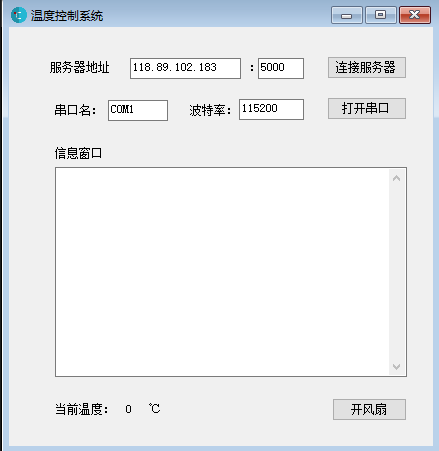 温度控制系统
服务器地址 118.89.102.183 : 5000 连接服务器
串口名: COM1 波特率: 115200 打开串口
信息窗口
当前温度: 0 ℃ 开风扇